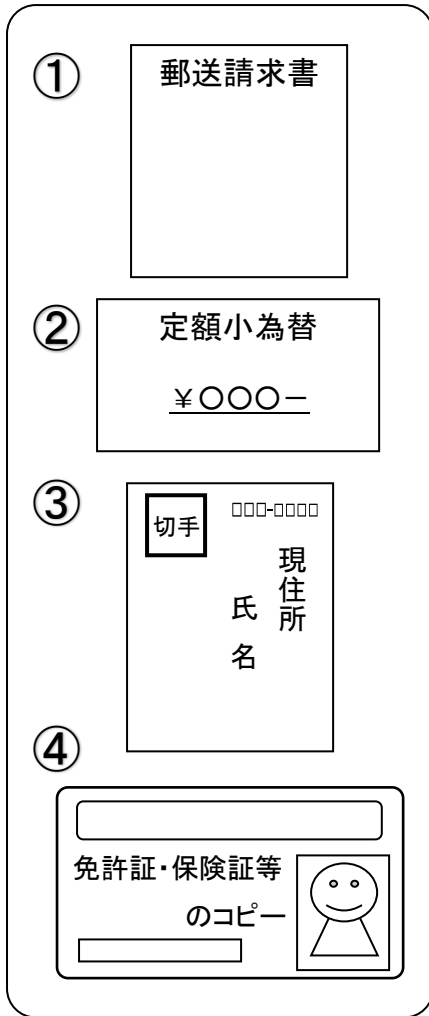 ①
郵送請求書
②
定額小為替
¥〇〇〇－
③
切手
□□□-□□□□
現住所
氏名
④
免許証・保険証等
のコピー